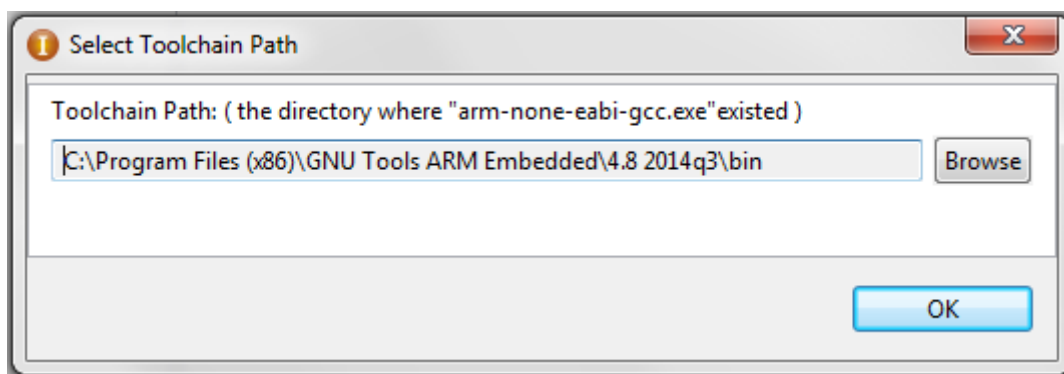 Select Toolchain Path
Toolchain Path: ( the directory where "arm-none-eabi-gcc.exe"existed )
C:\Program Files (x86)\GNU Tools ARM Embedded\4.8 2014q3\bin
Browse
OK